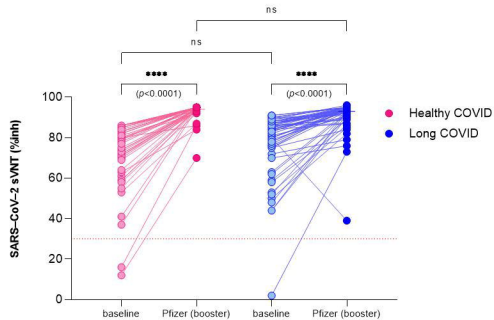 ns
ns
**** ****
(p<0.0001) (p<0.0001)
100
80
60
40
20
0
SARS-CoV-2 sVNT (%inh)
Healthy COVID
Long COVID
baseline Pfizer (booster) baseline Pfizer (booster)